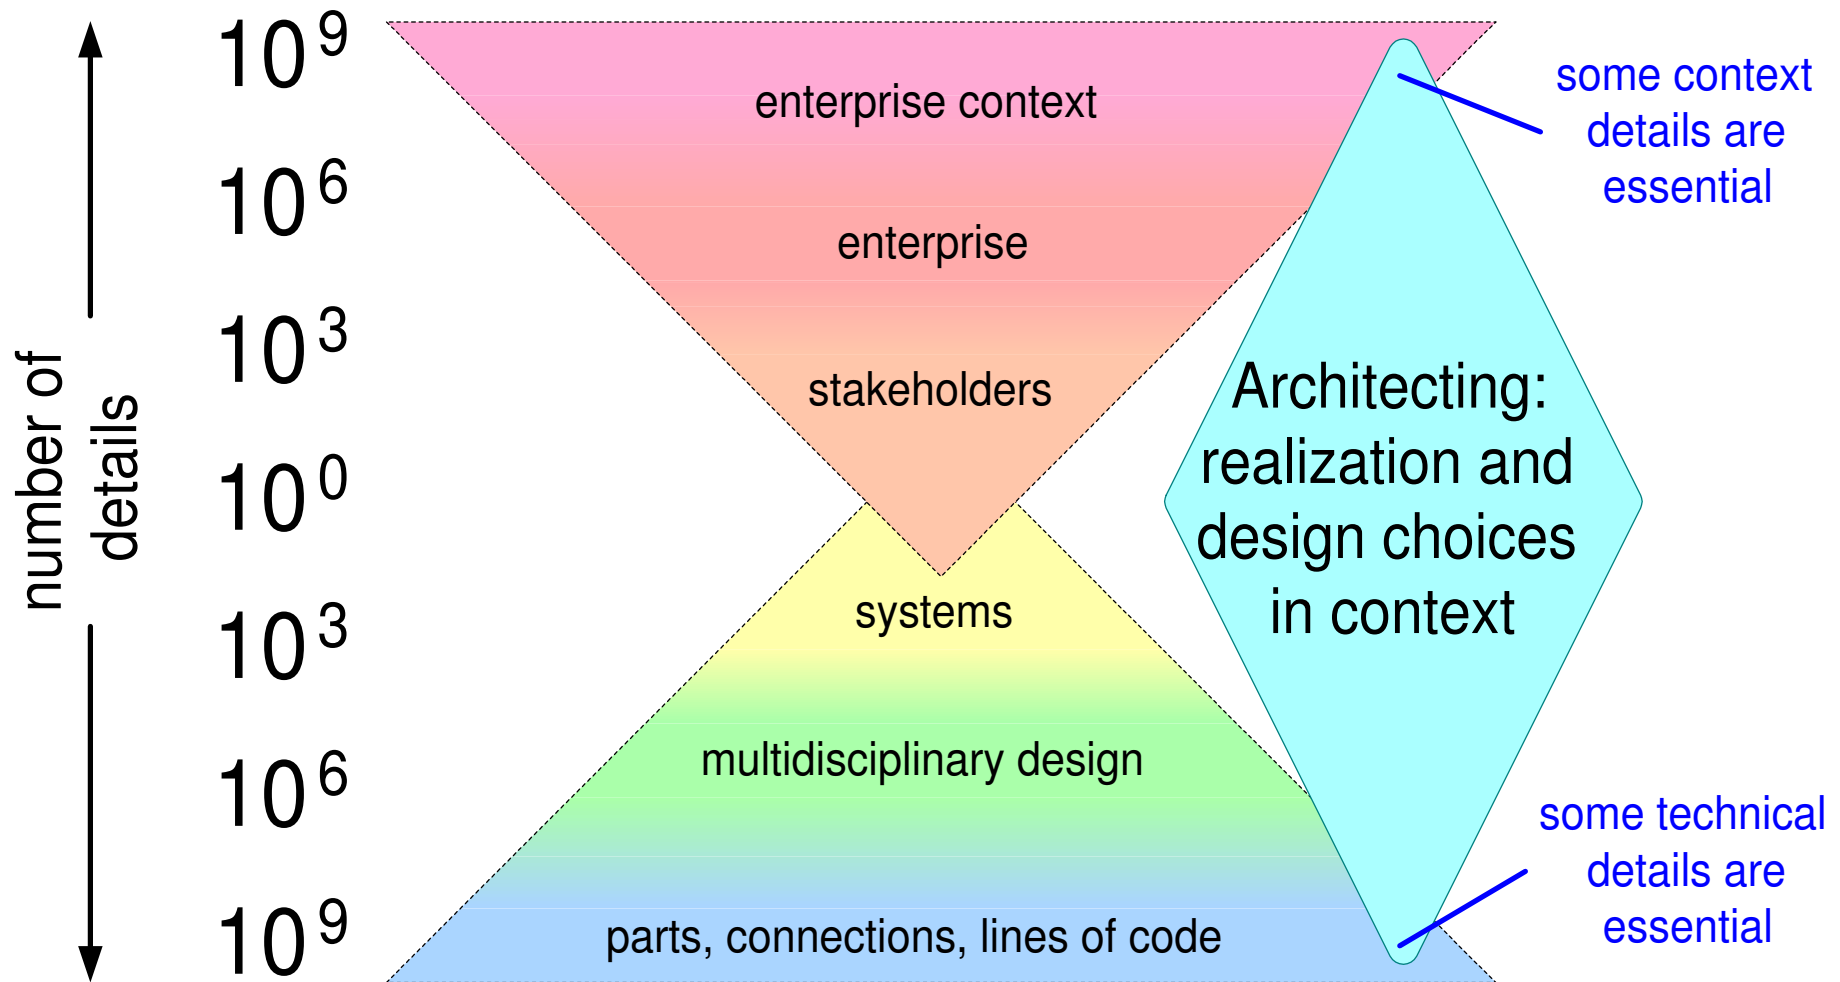 number of
details
10^9
10^6
10^3
10^0
10^3
10^6
10^9
enterprise context
enterprise
stakeholders
systems
multidisciplinary design
parts, connections, lines of code
Architecting:
realization and
design choices
in context
some context
details are
essential
some technical
details are
essential